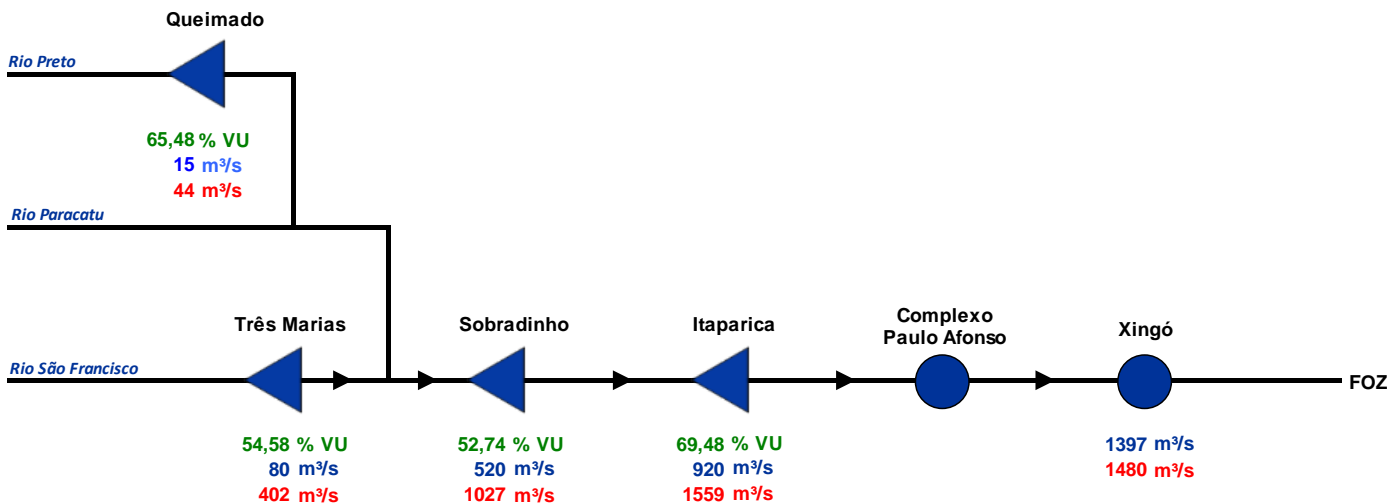 Queimado
Rio Preto
65,48 % VU
15 m³/s
44 m³/s
Rio Paracatu
Três Marias
Sobradinho
Itaparica
Complexo
Paulo Afonso
Xingó
Rio São Francisco
FOZ
54,58 % VU
80 m³/s
402 m³/s
52,74 % VU
520 m³/s
1027 m³/s
69,48 % VU
920 m³/s
1559 m³/s
1397 m³/s
1480 m³/s